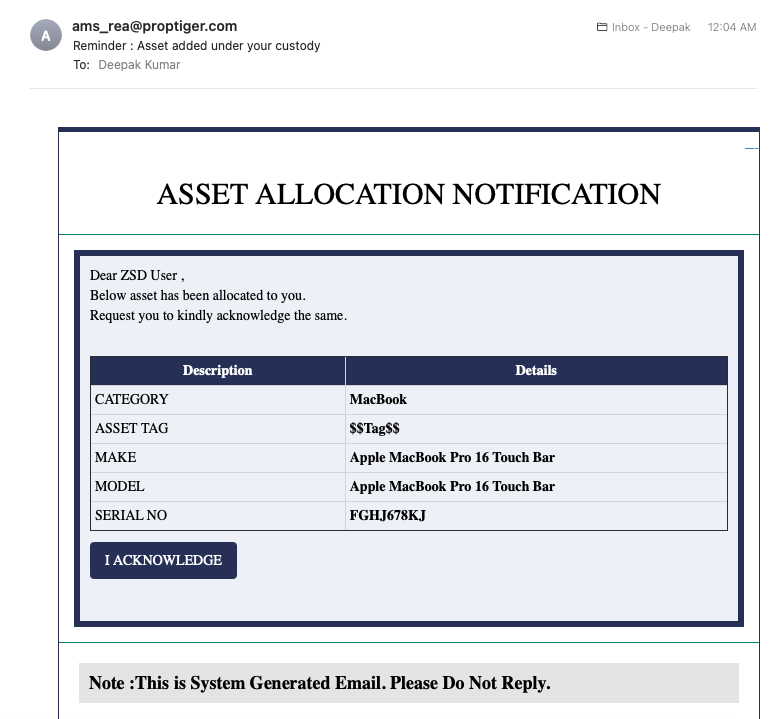 A
ams_rea@proptiger.com
Inbox - Deepak 12:04 AM
Reminder : Asset added under your custody
To: Deepak Kumar
ASSET ALLOCATION NOTIFICATION
Dear ZSD User ,
Below asset has been allocated to you.
Request you to kindly acknowledge the same.
Description Details
CATEGORY MacBook
ASSET TAG $$Tag$$
MAKE Apple MacBook Pro 16 Touch Bar
MODEL Apple MacBook Pro 16 Touch Bar
SERIAL NO FGHJ678KJ
I ACKNOWLEDGE
Note :This is System Generated Email. Please Do Not Reply.